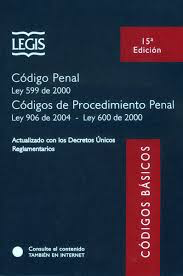 LEGIS
15ª
Edición
Código Penal
Ley 599 de 2000
Códigos de Procedimiento Penal
Ley 906 de 2004 - Ley 600 de 2000
Actualizado con los Decretos Únicos
Reglamentarios
CÓDIGOS BÁSICOS
Consulte el contenido
TAMBIÉN EN INTERNET